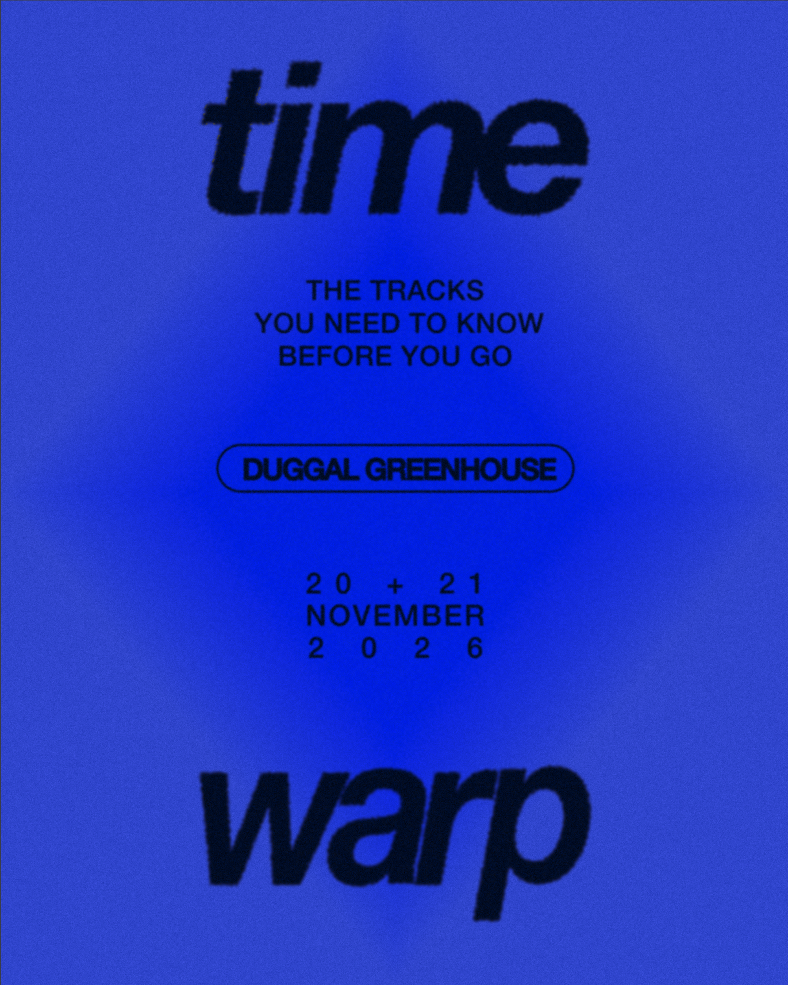 time
THE TRACKS
YOU NEED TO KNOW
BEFORE YOU GO
DUGGAL GREENHOUSE
20 + 21
NOVEMBER
2026
warp